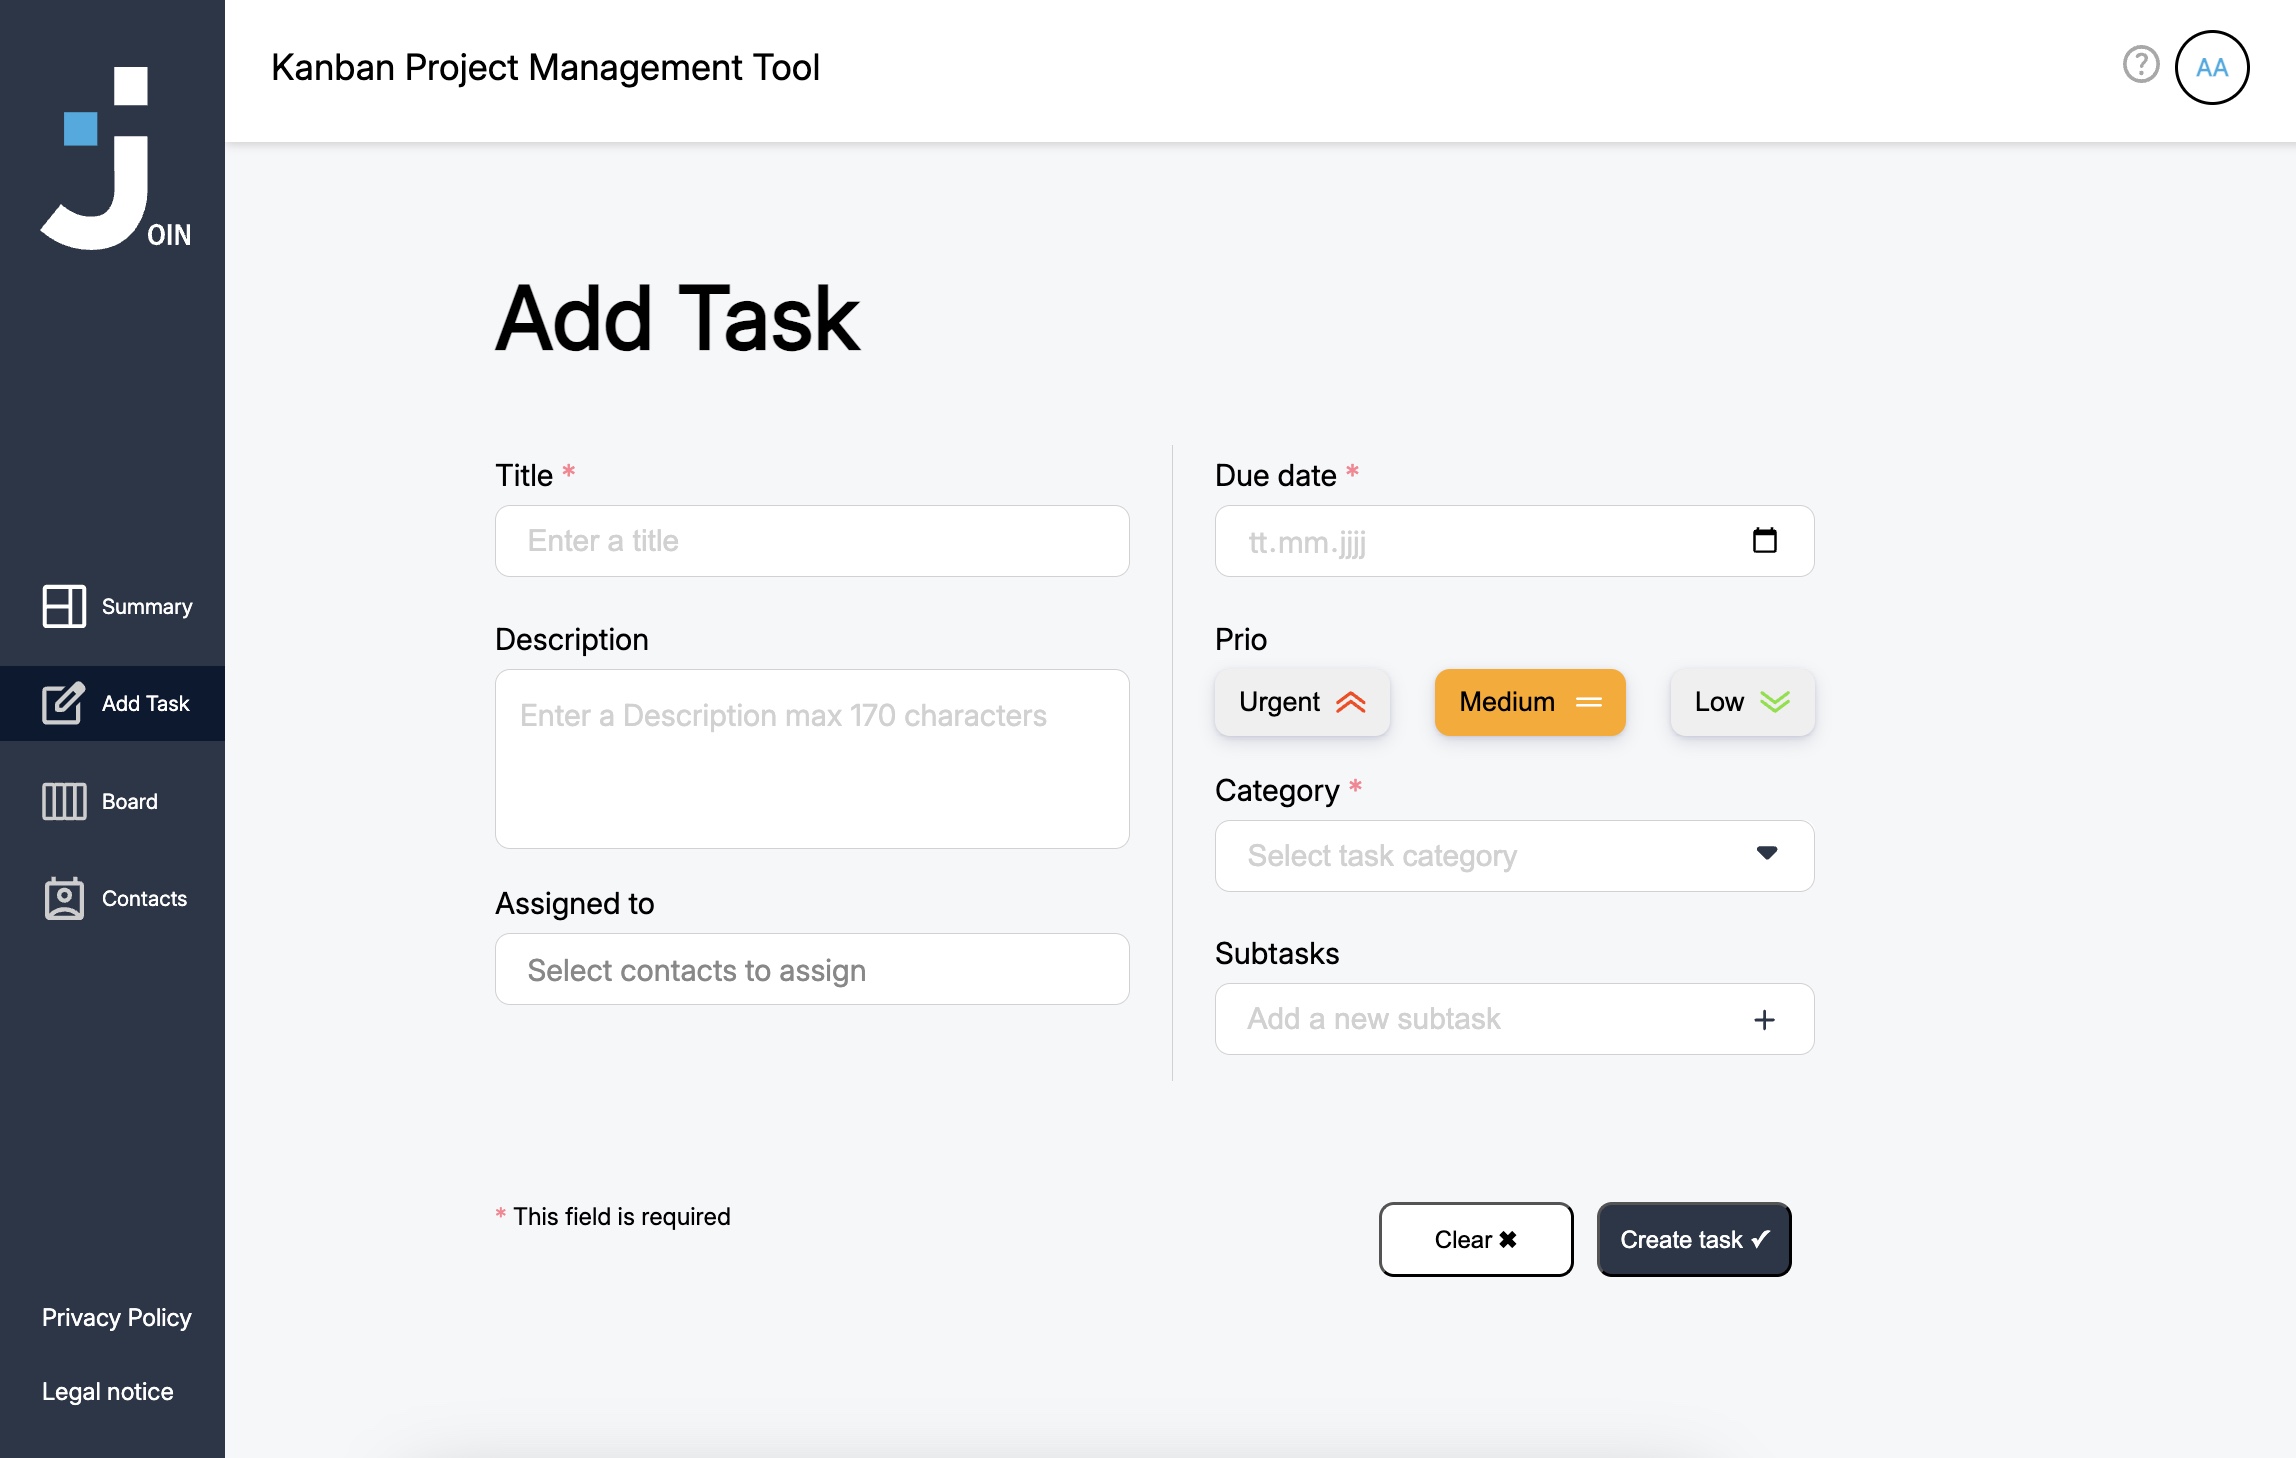 Kanban Project Management Tool
?
AA
JOIN
Summary
Add Task
Board
Contacts
Privacy Policy
Legal notice
Add Task
Title *
Enter a title
Description
Enter a Description max 170 characters
Assigned to
Select contacts to assign
Due date *
tt.mm.jjjj
Prio
Urgent
Medium
Low
Category *
Select task category
Subtasks
Add a new subtask
+
* This field is required
Clear ✖
Create task ✓